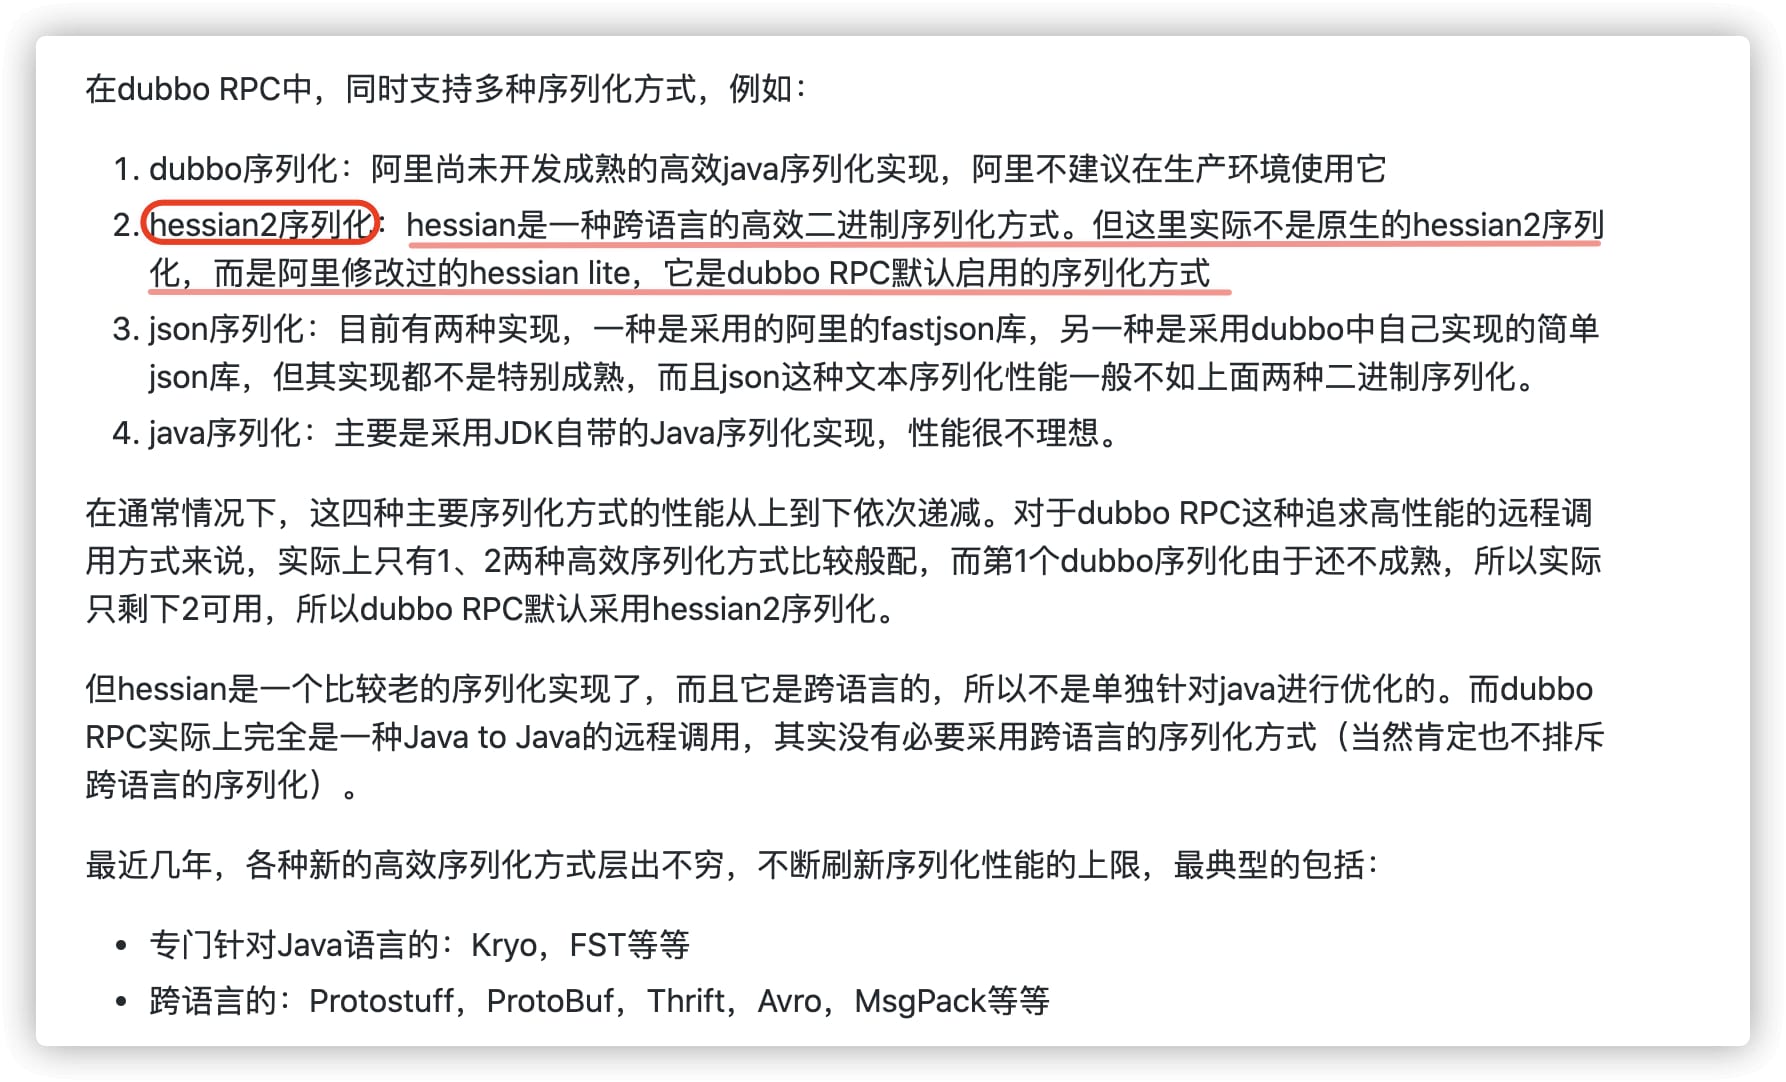 在dubbo RPC中，同时支持多种序列化方式，例如：
1. dubbo序列化：阿里尚未开发成熟的高效java序列化实现，阿里不建议在生产环境使用它
2. hessian2序列化：hessian是一种跨语言的高效二进制序列化方式。但这里实际不是原生的hessian2序列
化，而是阿里修改过的hessian lite，它是dubbo RPC默认启用的序列化方式
3. json序列化：目前有两种实现，一种是采用的阿里的fastjson库，另一种是采用dubbo中自己实现的简单
json库，但其实现都不是特别成熟，而且json这种文本序列化性能一般不如上面两种二进制序列化。
4. java序列化：主要是采用JDK自带的Java序列化实现，性能很不理想。
在通常情况下，这四种主要序列化方式的性能从上到下依次递减。对于dubbo RPC这种追求高性能的远程调
用方式来说，实际上只有1、2两种高效序列化方式比较般配，而第1个dubbo序列化由于还不成熟，所以实际
只剩下2可用，所以dubbo RPC默认采用hessian2序列化。
但hessian是一个比较老的序列化实现了，而且它是跨语言的，所以不是单独针对java进行优化的。而dubbo
RPC实际上完全是一种Java to Java的远程调用，其实没有必要采用跨语言的序列化方式（当然肯定也不排斥
跨语言的序列化）。
最近几年，各种新的高效序列化方式层出不穷，不断刷新序列化性能的上限，最典型的包括：
• 专门针对Java语言的：Kryo，FST等等
• 跨语言的：Protostuff，ProtoBuf，Thrift，Avro，MsgPack等等